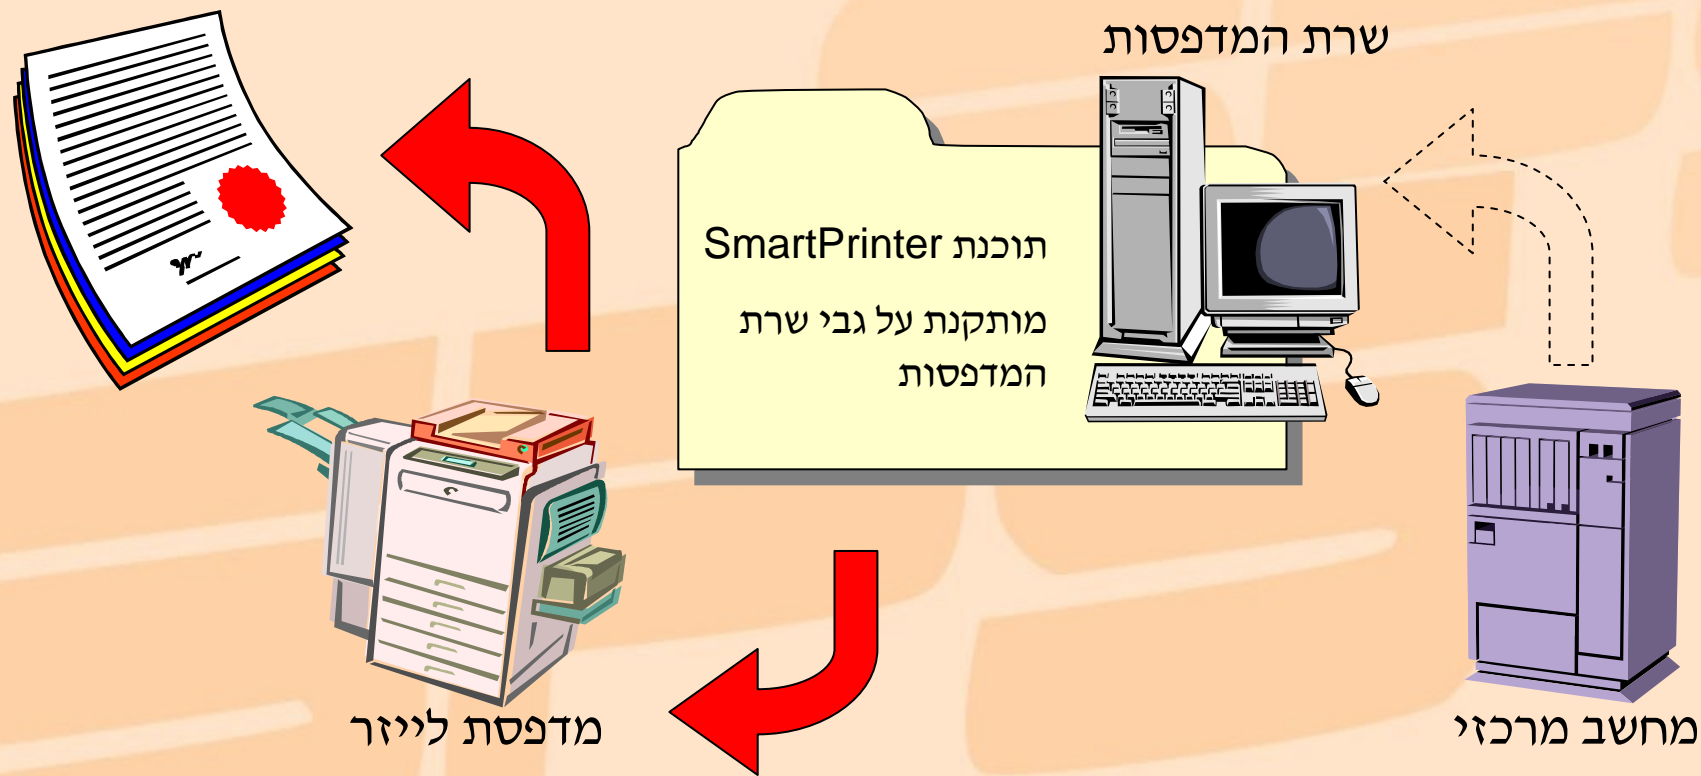 שרת המדפסות
תוכנת SmartPrinter
מותקנת על גבי שרת
המדפסות
מדפסת לייזר
מחשב מרכזי